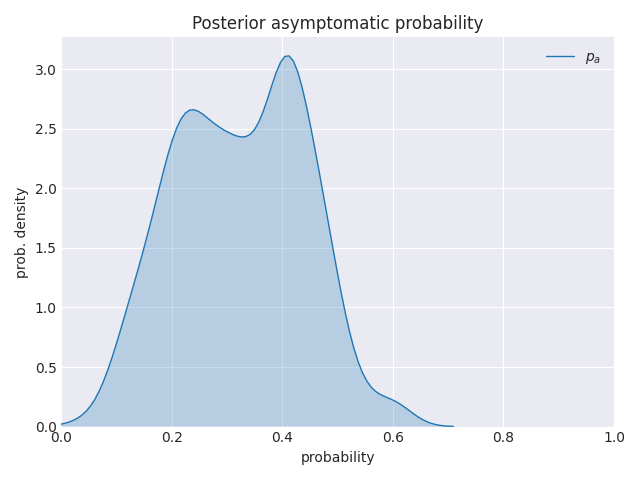 Posterior asymptomatic probability
pₐ
prob. density
3.0
2.5
2.0
1.5
1.0
0.5
0.0
0.0 0.2 0.4 0.6 0.8 1.0
probability